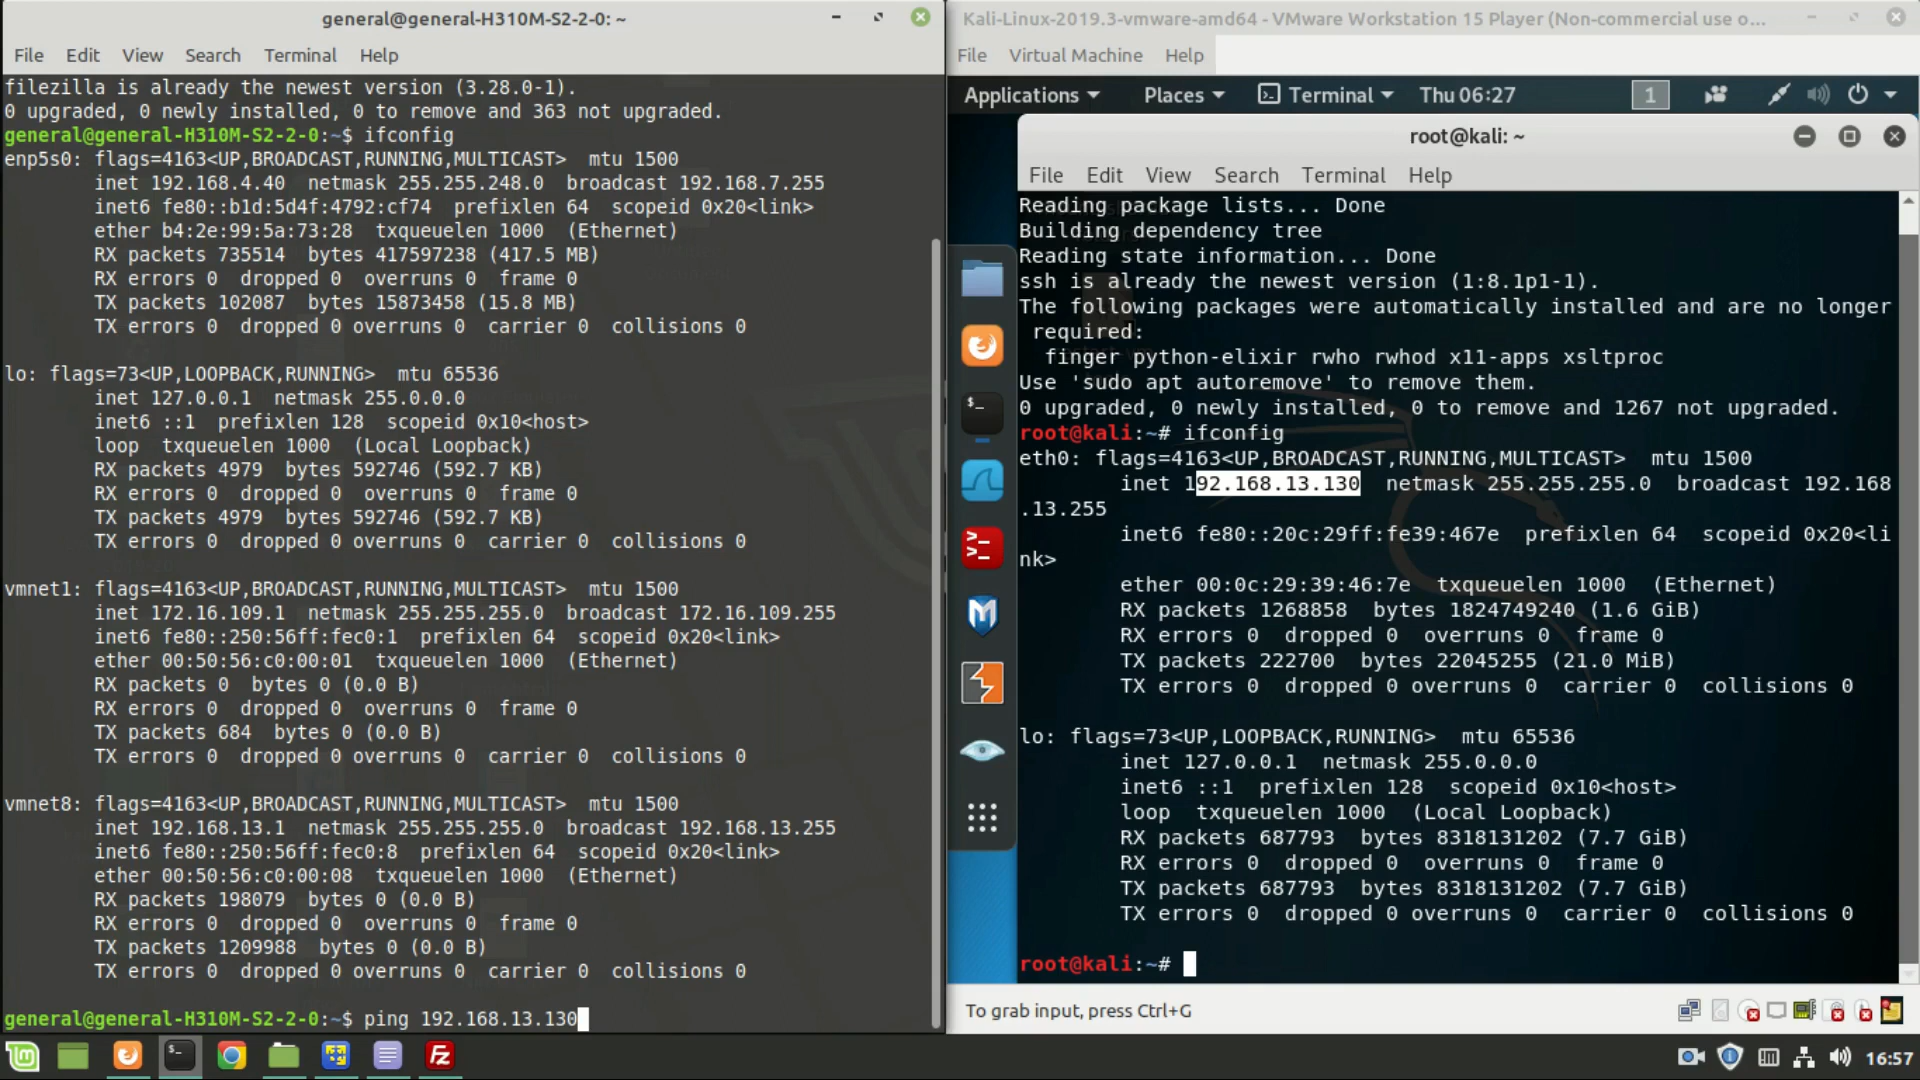 general@general-H310M-S2-2-0: ~
File Edit View Search Terminal Help
filezilla is already the newest version (3.28.0-1).
0 upgraded, 0 newly installed, 0 to remove and 363 not upgraded.
general@general-H310M-S2-2-0:~$ ifconfig
enp5s0: flags=4163<UP,BROADCAST,RUNNING,MULTICAST>  mtu 1500
        inet 192.168.4.40  netmask 255.255.248.0  broadcast 192.168.7.255
        inet6 fe80::b1d:5d4f:4792:cf74  prefixlen 64  scopeid 0x20<link>
        ether b4:2e:99:5a:73:28  txqueuelen 1000  (Ethernet)
        RX packets 735514  bytes 417597238 (417.5 MB)
        RX errors 0  dropped 0  overruns 0  frame 0
        TX packets 102087  bytes 15873458 (15.8 MB)
        TX errors 0  dropped 0 overruns 0  carrier 0  collisions 0
lo: flags=73<UP,LOOPBACK,RUNNING>  mtu 65536
        inet 127.0.0.1  netmask 255.0.0.0
        inet6 ::1  prefixlen 128  scopeid 0x10<host>
        loop  txqueuelen 1000  (Local Loopback)
        RX packets 4979  bytes 592746 (592.7 KB)
        RX errors 0  dropped 0  overruns 0  frame 0
        TX packets 4979  bytes 592746 (592.7 KB)
        TX errors 0  dropped 0 overruns 0  carrier 0  collisions 0
vmnet1: flags=4163<UP,BROADCAST,RUNNING,MULTICAST>  mtu 1500
        inet 172.16.109.1  netmask 255.255.255.0  broadcast 172.16.109.255
        inet6 fe80::250:56ff:fec0:1  prefixlen 64  scopeid 0x20<link>
        ether 00:50:56:c0:00:01  txqueuelen 1000  (Ethernet)
        RX packets 0  bytes 0 (0.0 B)
        RX errors 0  dropped 0  overruns 0  frame 0
        TX packets 684  bytes 0 (0.0 B)
        TX errors 0  dropped 0 overruns 0  carrier 0  collisions 0
vmnet8: flags=4163<UP,BROADCAST,RUNNING,MULTICAST>  mtu 1500
        inet 192.168.13.1  netmask 255.255.255.0  broadcast 192.168.13.255
        inet6 fe80::250:56ff:fec0:8  prefixlen 64  scopeid 0x20<link>
        ether 00:50:56:c0:00:08  txqueuelen 1000  (Ethernet)
        RX packets 198079  bytes 0 (0.0 B)
        RX errors 0  dropped 0  overruns 0  frame 0
        TX packets 1209988  bytes 0 (0.0 B)
        TX errors 0  dropped 0 overruns 0  carrier 0  collisions 0
general@general-H310M-S2-2-0:~$ ping 192.168.13.130
Kali-Linux-2019.3-vmware-amd64 - VMware Workstation 15 Player (Non-commercial use o...
File Virtual Machine Help
Applications Places Terminal Thu 06:27 1
root@kali: ~
File Edit View Search Terminal Help
Reading package lists... Done
Building dependency tree
Reading state information... Done
ssh is already the newest version (1:8.1p1-1).
The following packages were automatically installed and are no longer
 required:
  finger python-elixir rwho rwhod x11-apps xsltproc
Use 'sudo apt autoremove' to remove them.
0 upgraded, 0 newly installed, 0 to remove and 1267 not upgraded.
root@kali:~# ifconfig
eth0: flags=4163<UP,BROADCAST,RUNNING,MULTICAST>  mtu 1500
        inet 192.168.13.130  netmask 255.255.255.0  broadcast 192.168
.13.255
        inet6 fe80::20c:29ff:fe39:467e  prefixlen 64  scopeid 0x20<li
nk>
        ether 00:0c:29:39:46:7e  txqueuelen 1000  (Ethernet)
        RX packets 1268858  bytes 1824749240 (1.6 GiB)
        RX errors 0  dropped 0  overruns 0  frame 0
        TX packets 222700  bytes 22045255 (21.0 MiB)
        TX errors 0  dropped 0 overruns 0  carrier 0  collisions 0
lo: flags=73<UP,LOOPBACK,RUNNING>  mtu 65536
        inet 127.0.0.1  netmask 255.0.0.0
        inet6 ::1  prefixlen 128  scopeid 0x10<host>
        loop  txqueuelen 1000  (Local Loopback)
        RX packets 687793  bytes 8318131202 (7.7 GiB)
        RX errors 0  dropped 0  overruns 0  frame 0
        TX packets 687793  bytes 8318131202 (7.7 GiB)
        TX errors 0  dropped 0 overruns 0  carrier 0  collisions 0
root@kali:~#
To grab input, press Ctrl+G
16:57